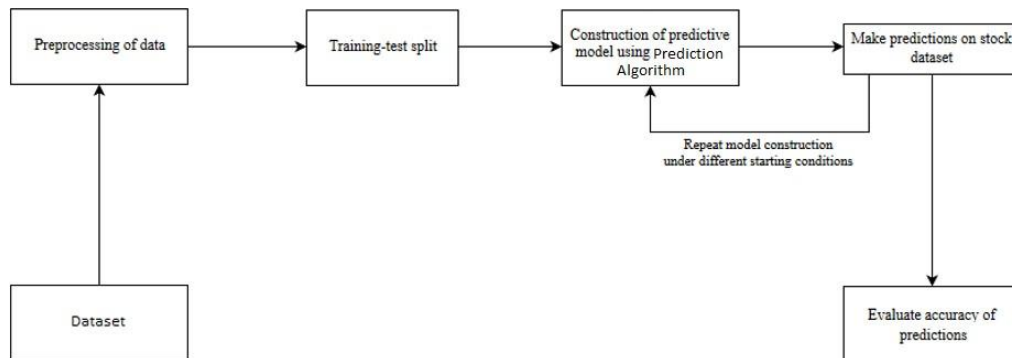 Preprocessing of data
Training-test split
Construction of predictive
model using Prediction
Algorithm
Make predictions on stock
dataset
Repeat model construction
under different starting conditions
Dataset
Evaluate accuracy of
predictions